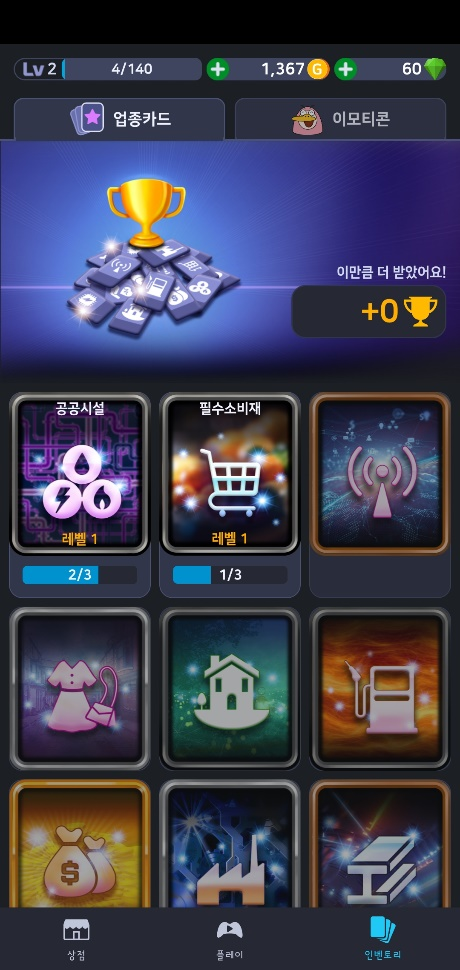 Lv 2 4/140 1,367 G 60
업종카드 이모티콘
이만큼 더 받았어요!
+0
공공시설 필수소비재
레벨 1 레벨 1
2/3 1/3
$
상점 플레이 인벤토리